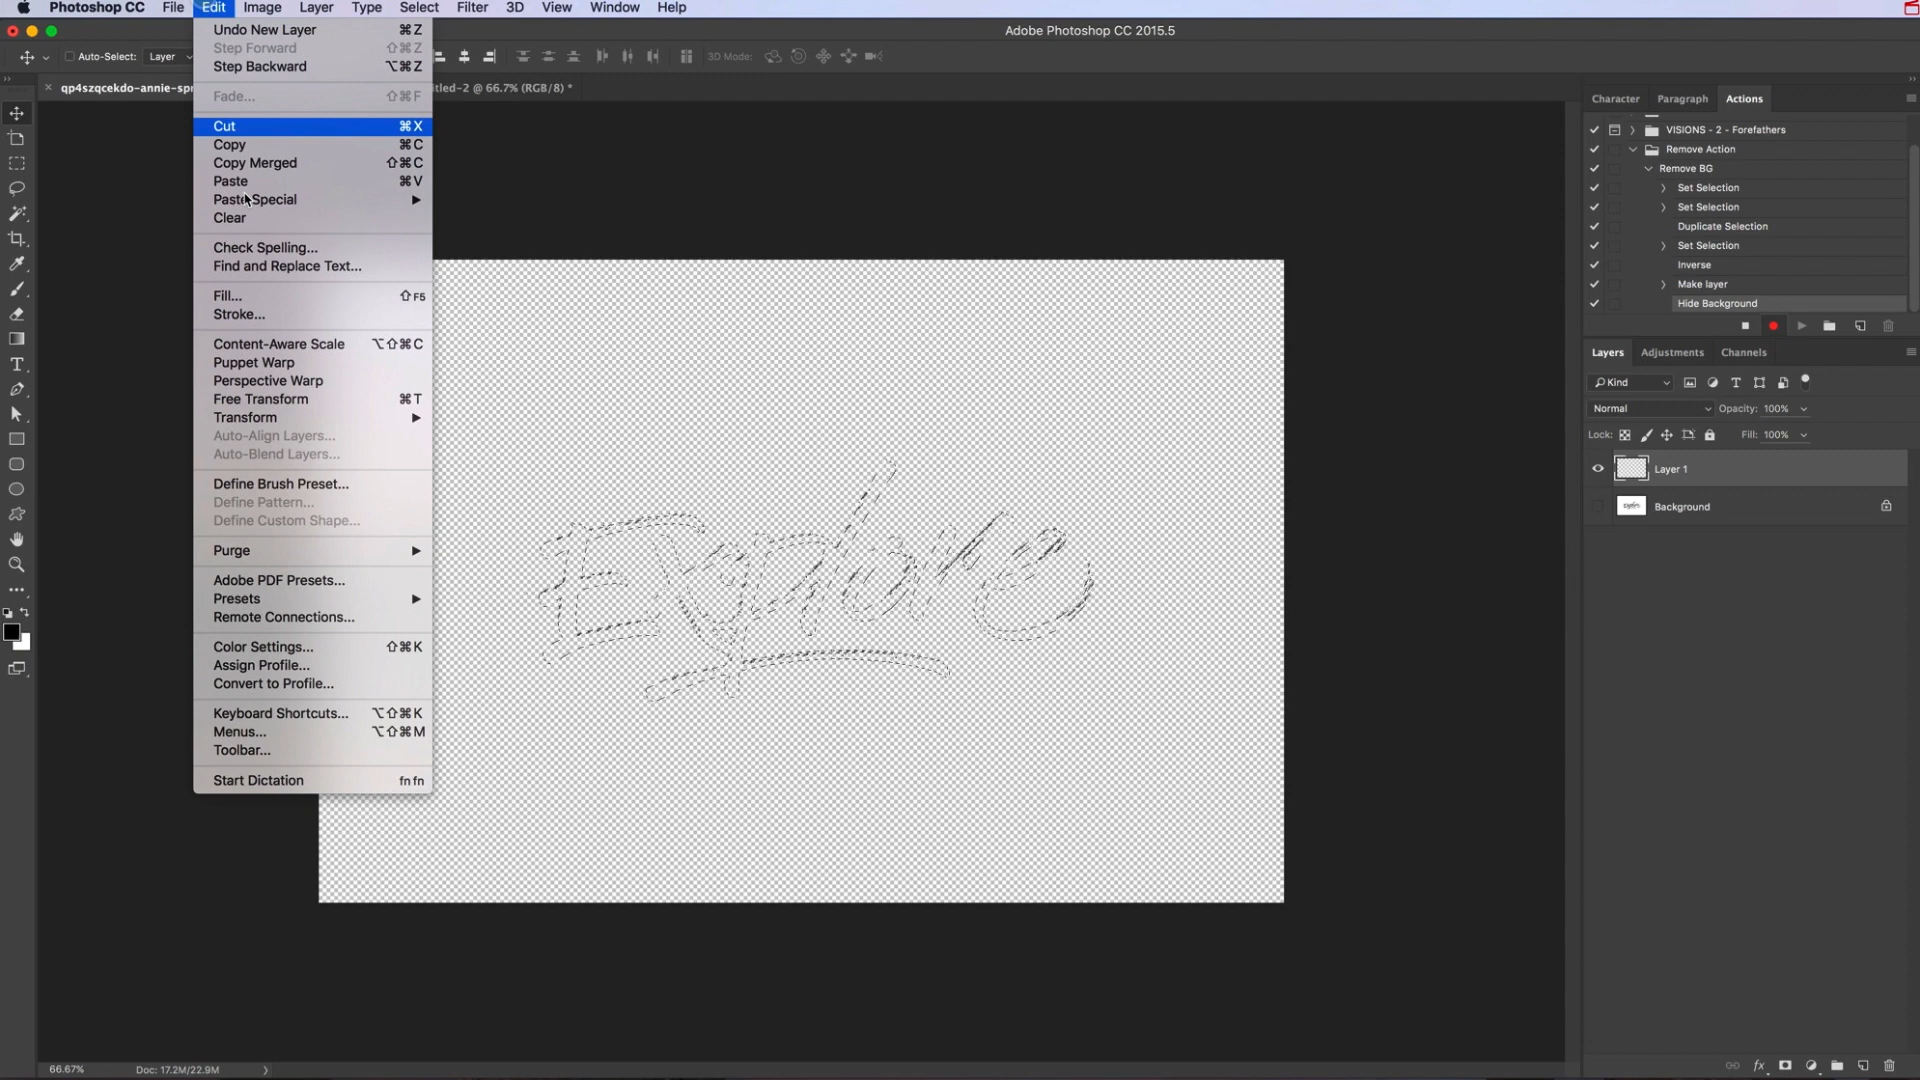 Photoshop CC File Edit Image Layer Type Select Filter 3D View Window Help
Adobe Photoshop CC 2015.5
Auto-Select: Layer 3D Mode:
qp4szqcekdo-annie-spr
tled-2 @ 66.7% (RGB/8) *
Undo New Layer ⌘Z
Step Forward ⇧⌘Z
Step Backward ⌥⌘Z
Fade... ⇧⌘F
Cut ⌘X
Copy ⌘C
Copy Merged ⇧⌘C
Paste ⌘V
Paste Special
Clear
Check Spelling...
Find and Replace Text...
Fill... ⇧F5
Stroke...
Content-Aware Scale ⌥⇧⌘C
Puppet Warp
Perspective Warp
Free Transform ⌘T
Transform
Auto-Align Layers...
Auto-Blend Layers...
Define Brush Preset...
Define Pattern...
Define Custom Shape...
Purge
Adobe PDF Presets...
Presets
Remote Connections...
Color Settings... ⇧⌘K
Assign Profile...
Convert to Profile...
Keyboard Shortcuts... ⌥⇧⌘K
Menus... ⌥⇧⌘M
Toolbar...
Start Dictation fn fn
Explore
Character Paragraph Actions
VISIONS - 2 - Forefathers
Remove Action
Remove BG
Set Selection
Set Selection
Duplicate Selection
Set Selection
Inverse
Make layer
Hide Background
Layers Adjustments Channels
Kind
Normal Opacity: 100%
Lock: Fill: 100%
Layer 1
Background
66.67% Doc: 17.2M/22.9M